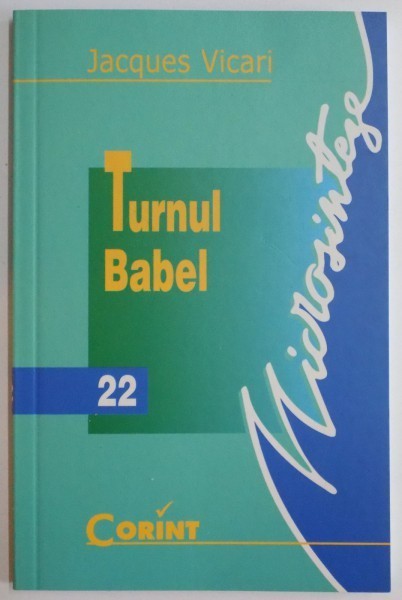 Jacques Vicari
Turnul
Babel
22
Microsinteze
CORINT